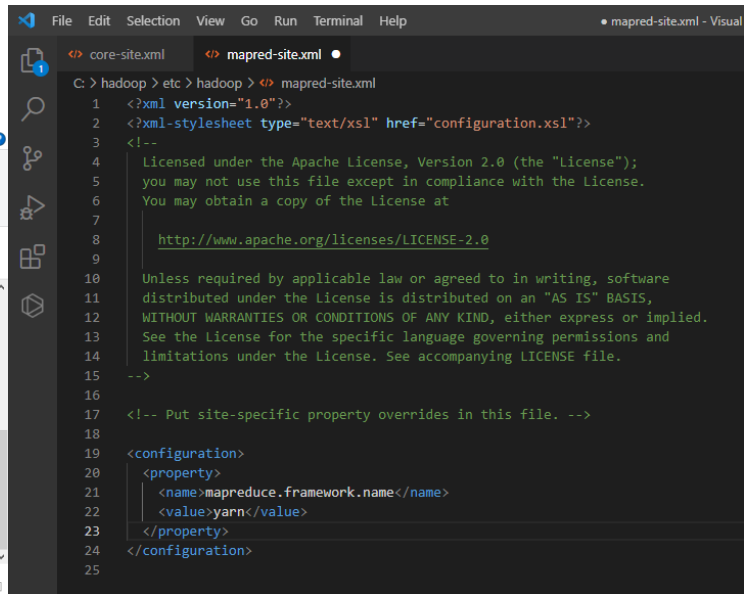 File Edit Selection View Go Run Terminal Help ● mapred-site.xml - Visual
core-site.xml mapred-site.xml ●
C: > hadoop > etc > hadoop > mapred-site.xml
1
1 <?xml version="1.0"?>
2 <?xml-stylesheet type="text/xsl" href="configuration.xsl"?>
3 <!--
4 Licensed under the Apache License, Version 2.0 (the "License");
5 you may not use this file except in compliance with the License.
6 You may obtain a copy of the License at
7
8 http://www.apache.org/licenses/LICENSE-2.0
9
10 Unless required by applicable law or agreed to in writing, software
11 distributed under the License is distributed on an "AS IS" BASIS,
12 WITHOUT WARRANTIES OR CONDITIONS OF ANY KIND, either express or implied.
13 See the License for the specific language governing permissions and
14 limitations under the License. See accompanying LICENSE file.
15 -->
16
17 <!-- Put site-specific property overrides in this file. -->
18
19 <configuration>
20 <property>
21 <name>mapreduce.framework.name</name>
22 <value>yarn</value>
23 </property>
24 </configuration>
25